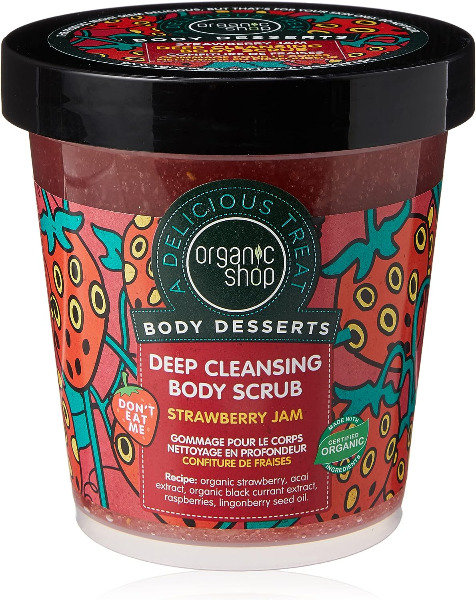 organic
shop
A DELICIOUS TREAT
organic
shop
BODY DESSERTS
DEEP CLEANSING
BODY SCRUB
STRAWBERRY JAM
DON'T
EAT
ME
GOMMAGE POUR LE CORPS
NETTOYAGE EN PROFONDEUR
CONFITURE DE FRAISES
Recipe: organic strawberry, acai
extract, organic black currant extract,
raspberries, lingonberry seed oil.
MADE WITH
CERTIFIED
ORGANIC
INGREDIENTS